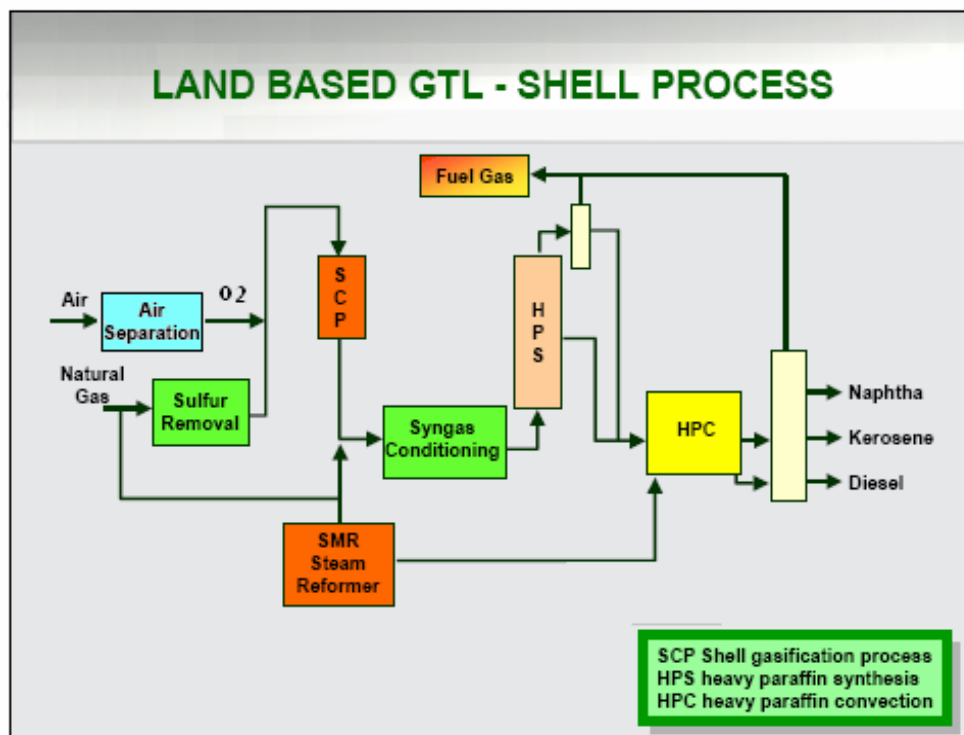 LAND BASED GTL - SHELL PROCESS
Fuel Gas
S
C
P
Air
O2
Air
Separation
H
P
S
Natural
Gas
Sulfur
Removal
Syngas
Conditioning
HPC
Naphtha
Kerosene
Diesel
SMR
Steam
Reformer
SCP Shell gasification process
HPS heavy paraffin synthesis
HPC heavy paraffin convection